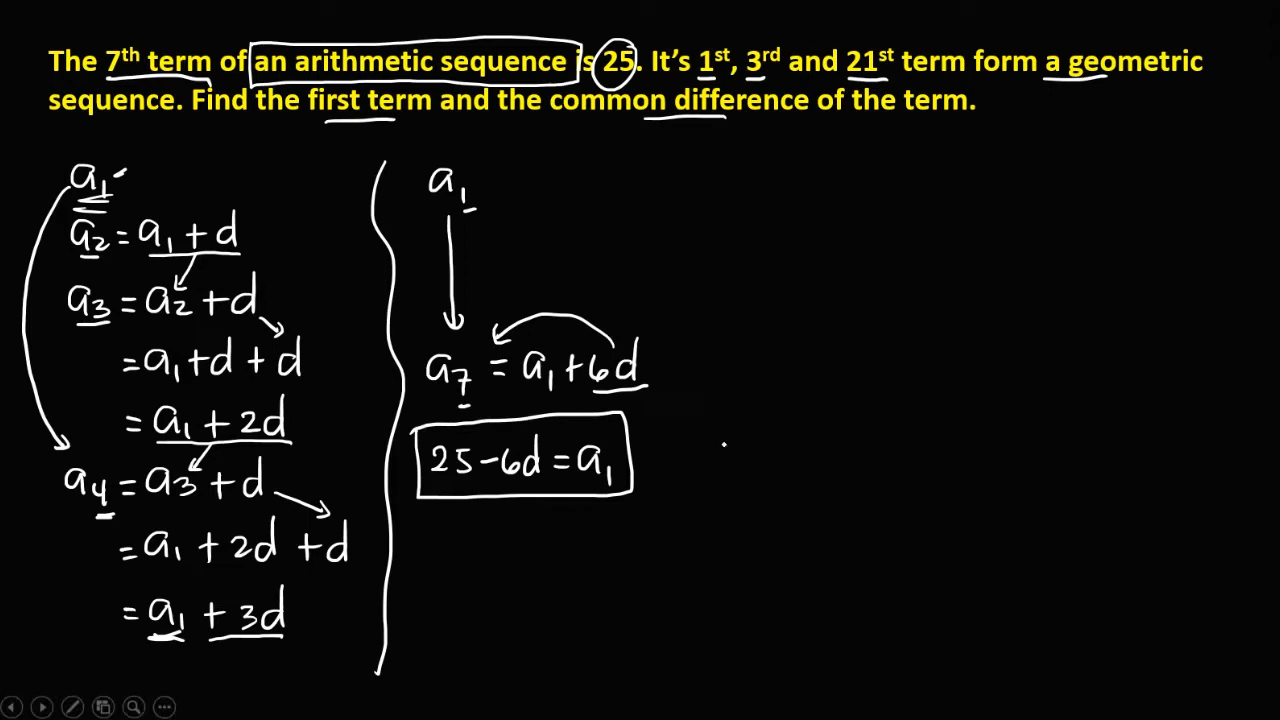 The 7th term of an arithmetic sequence is 25. It's 1st, 3rd and 21st term form a geometric
sequence. Find the first term and the common difference of the term.
a1
a2 = a1 + d
a3 = a2 + d
= a1 + d + d
= a1 + 2d
a4 = a3 + d
= a1 + 2d + d
= a1 + 3d
a1
a7 = a1 + 6d
25 - 6d = a1